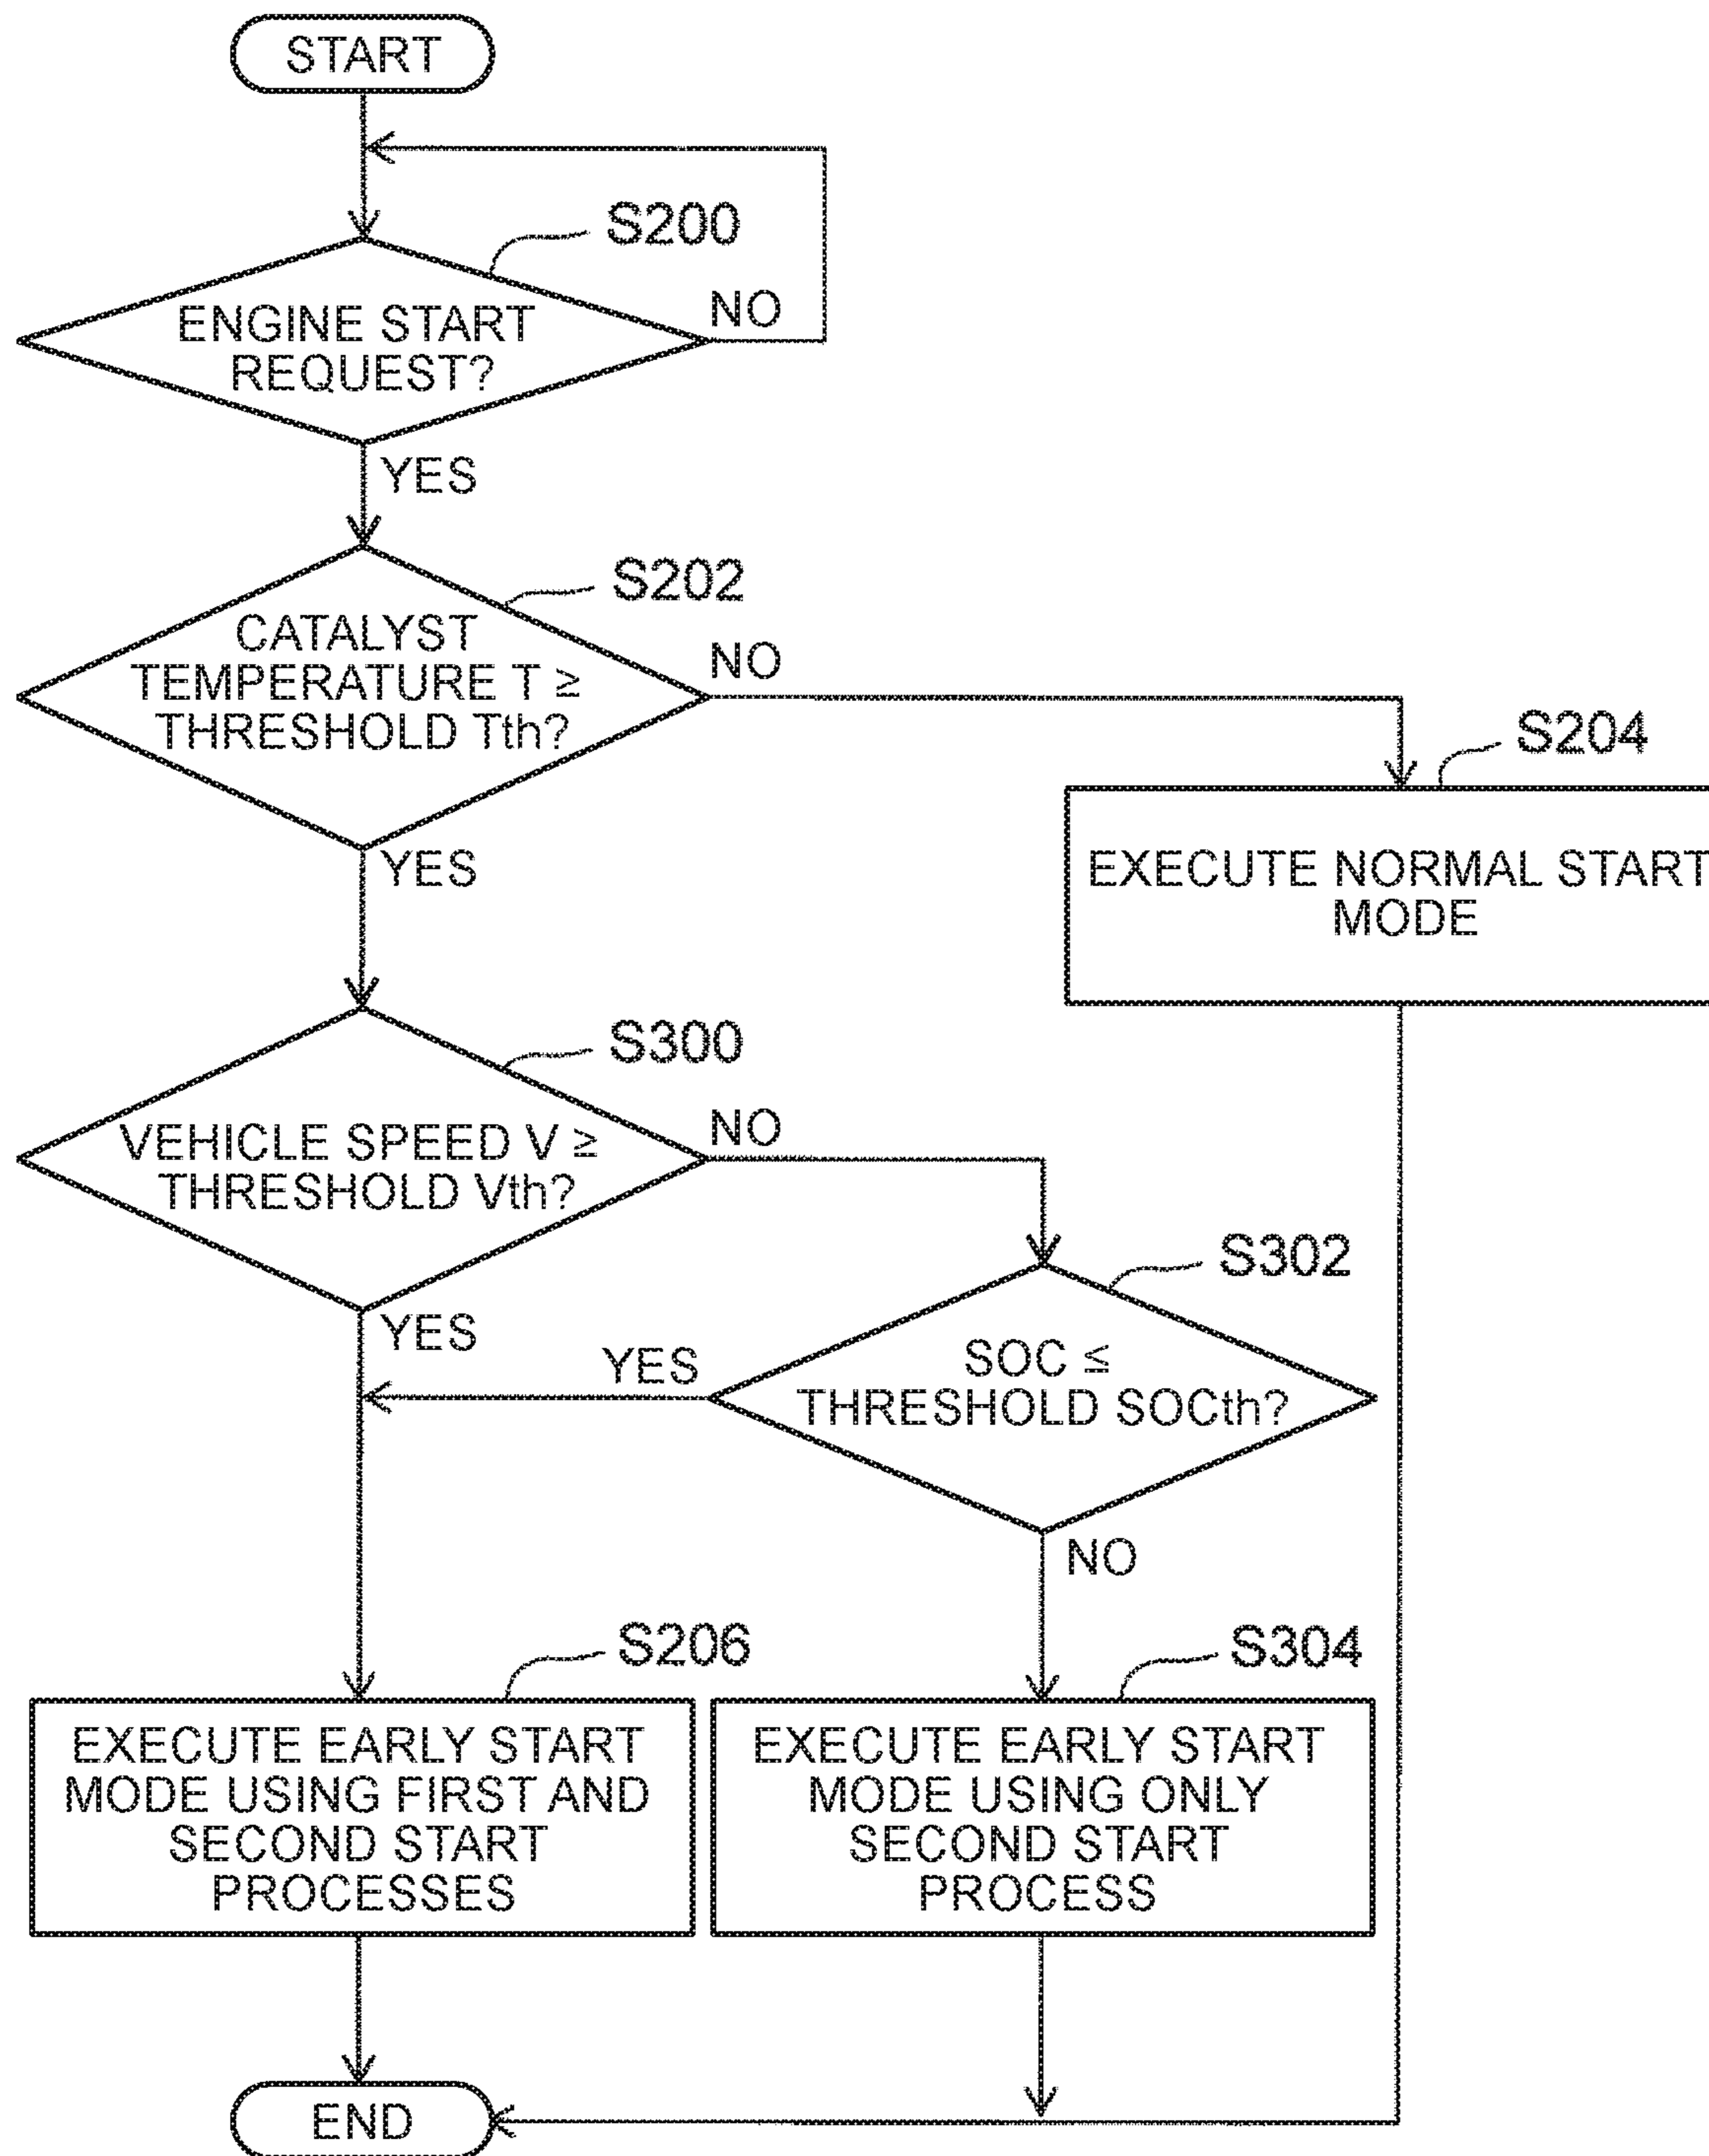 START
S200
NO
ENGINE START
REQUEST?
YES
S202
CATALYST
TEMPERATURE T ≥
THRESHOLD Tth?
NO
S204
YES
EXECUTE NORMAL START
MODE
S300
NO
VEHICLE SPEED V ≥
THRESHOLD Vth?
S302
YES
YES
SOC ≤
THRESHOLD SOCth?
NO
S206
S304
EXECUTE EARLY START
MODE USING FIRST AND
SECOND START
PROCESSES
EXECUTE EARLY START
MODE USING ONLY
SECOND START
PROCESS
END